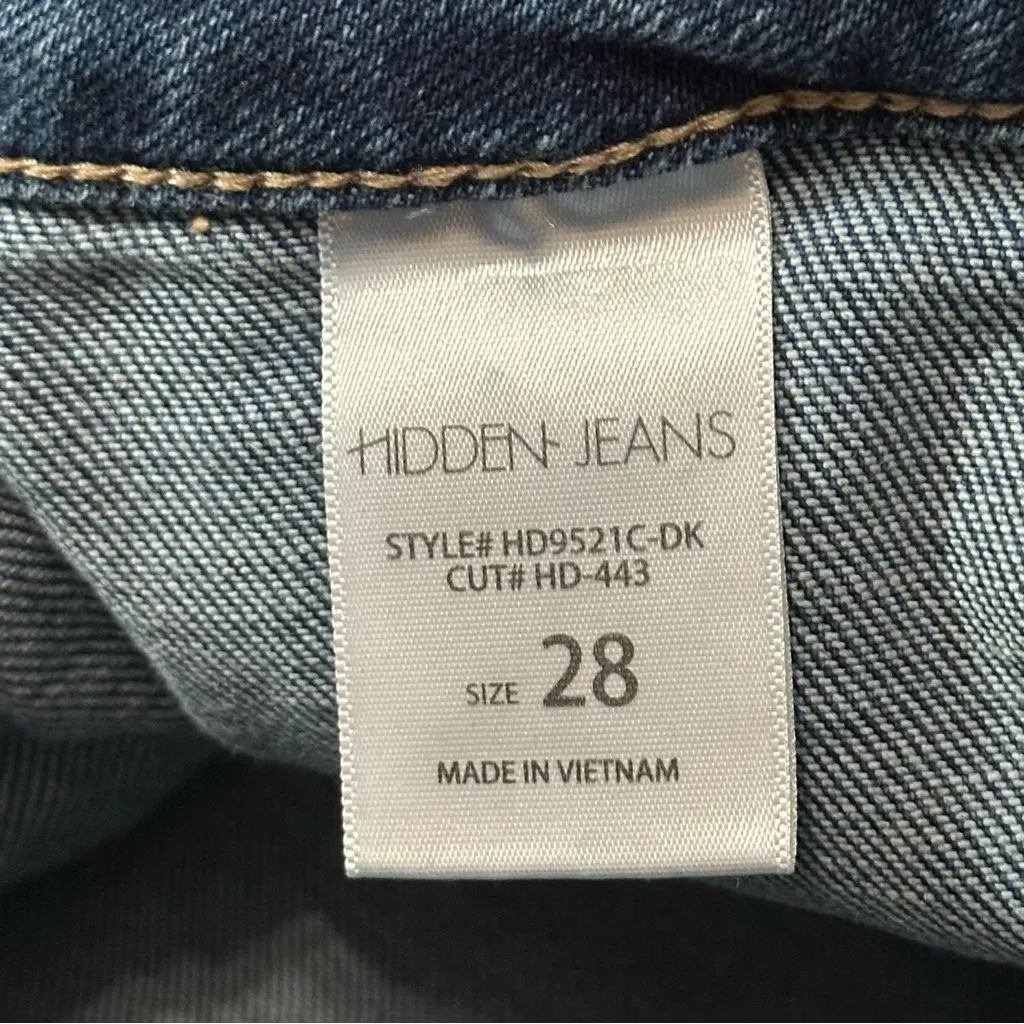 HIDDEN JEANS
STYLE# HD9521C-DK
CUT# HD-443
SIZE 28
MADE IN VIETNAM